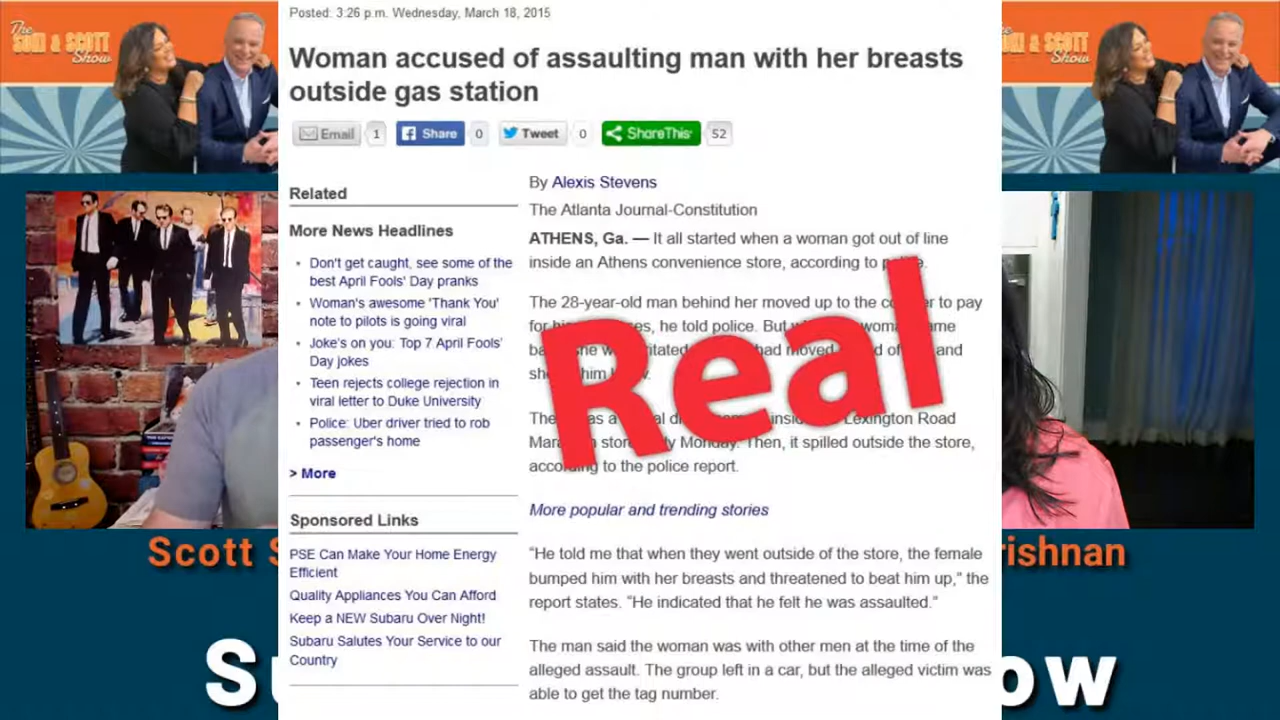 Posted: 3:26 p.m. Wednesday, March 18, 2015
Woman accused of assaulting man with her breasts
outside gas station
Email 1 Share 0 Tweet 0 ShareThis 52
The
& SCOTT
Show
& SCOTT
Show
Related
More News Headlines
Don't get caught, see some of the
best April Fools' Day pranks
Woman's awesome 'Thank You'
note to pilots is going viral
Joke's on you: Top 7 April Fools'
Day jokes
Teen rejects college rejection in
viral letter to Duke University
Police: Uber driver tried to rob
passenger's home
> More
Sponsored Links
PSE Can Make Your Home Energy
Efficient
Quality Appliances You Can Afford
Keep a NEW Subaru Over Night!
Subaru Salutes Your Service to our
Country
By Alexis Stevens
The Atlanta Journal-Constitution
ATHENS, Ga. — It all started when a woman got out of line
inside an Athens convenience store, according to
The 28-year-old man behind her moved up to the to pay
for he told police. But
had moved of and
him
Lexington Road
store Monday. Then, it spilled outside the store,
according to the police report.
Real
More popular and trending stories
“He told me that when they went outside of the store, the female
bumped him with her breasts and threatened to beat him up,” the
report states. “He indicated that he felt he was assaulted.”
The man said the woman was with other men at the time of the
alleged assault. The group left in a car, but the alleged victim was
able to get the tag number.
Scott S
rishnan
Su
ow